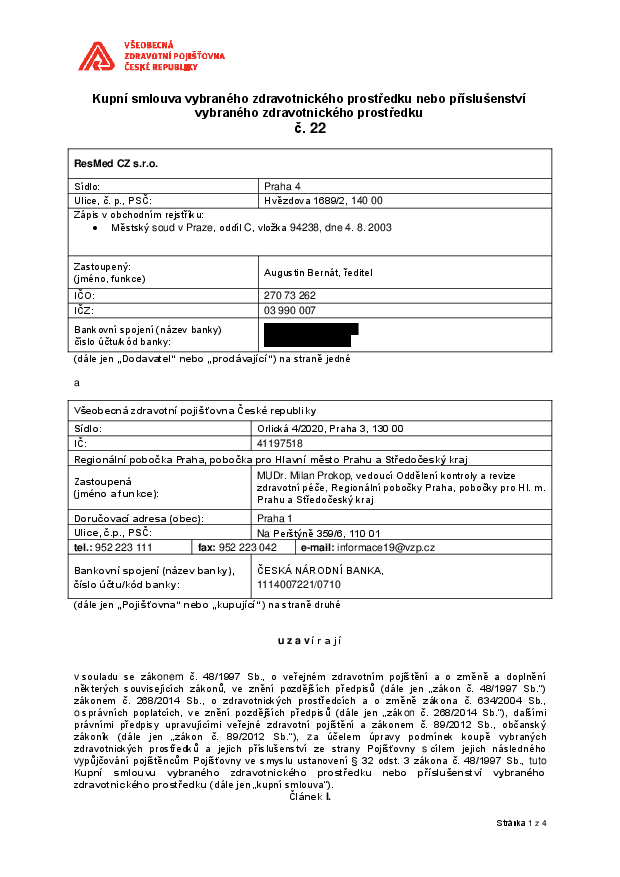 VŠEOBECNÁ
ZDRAVOTNÍ POJIŠŤOVNA
ČESKÉ REPUBLIKY
Kupní smlouva vybraného zdravotnického prostředku nebo příslušenství
vybraného zdravotnického prostředku
č. 22
ResMed CZ s.r.o.
Sídlo: Praha 4
Ulice, č. p., PSČ: Hvězdova 1689/2, 140 00
Zápis v obchodním rejstříku:
• Městský soud v Praze, oddíl C, vložka 94238, dne 4. 8. 2003
Zastoupený:
(jméno, funkce) Augustin Bernát, ředitel
IČO: 270 73 262
IČZ: 03 990 007
Bankovní spojení (název banky)
číslo účtu/kód banky:
(dále jen „Dodavatel“ nebo „prodávající“) na straně jedné
a
Všeobecná zdravotní pojišťovna České republiky
Sídlo: Orlická 4/2020, Praha 3, 130 00
IČ: 41197518
Regionální pobočka Praha, pobočka pro Hlavní město Prahu a Středočeský kraj
Zastoupená
(jméno a funkce):
MUDr. Milan Prokop, vedoucí Oddělení kontroly a revize
zdravotní péče, Regionální pobočky Praha, pobočky pro Hl. m.
Prahu a Středočeský kraj
Doručovací adresa (obec): Praha 1
Ulice, č.p., PSČ: Na Perštýně 359/6, 110 01
tel.: 952 223 111 fax: 952 223 042 e-mail: informace19@vzp.cz
Bankovní spojení (název banky),
číslo účtu/kód banky:
ČESKÁ NÁRODNÍ BANKA,
1114007221/0710
(dále jen „Pojišťovna“ nebo „kupující“) na straně druhé
u z a v í r a j í
v souladu se zákonem č. 48/1997 Sb., o veřejném zdravotním pojištění a o změně a doplnění
některých souvisejících zákonů, ve znění pozdějších předpisů (dále jen „zákon č. 48/1997 Sb.“)
zákonem č. 268/2014 Sb., o zdravotnických prostředcích a o změně zákona č. 634/2004 Sb.,
o správních poplatcích, ve znění pozdějších předpisů (dále jen „zákon č. 268/2014 Sb.“), dalšími
právními předpisy upravujícími veřejné zdravotní pojištění a zákonem č. 89/2012 Sb., občanský
zákoník (dále jen „zákon č. 89/2012 Sb.“), za účelem úpravy podmínek koupě vybraných
zdravotnických prostředků a jejich příslušenství ze strany Pojišťovny s cílem jejich následného
vypůjčování pojištěncům Pojišťovny ve smyslu ustanovení § 32 odst. 3 zákona č. 48/1997 Sb., tuto
Kupní smlouvu vybraného zdravotnického prostředku nebo příslušenství vybraného
zdravotnického prostředku (dále jen „kupní smlouva“).
Článek I.
Stránka 1 z 4